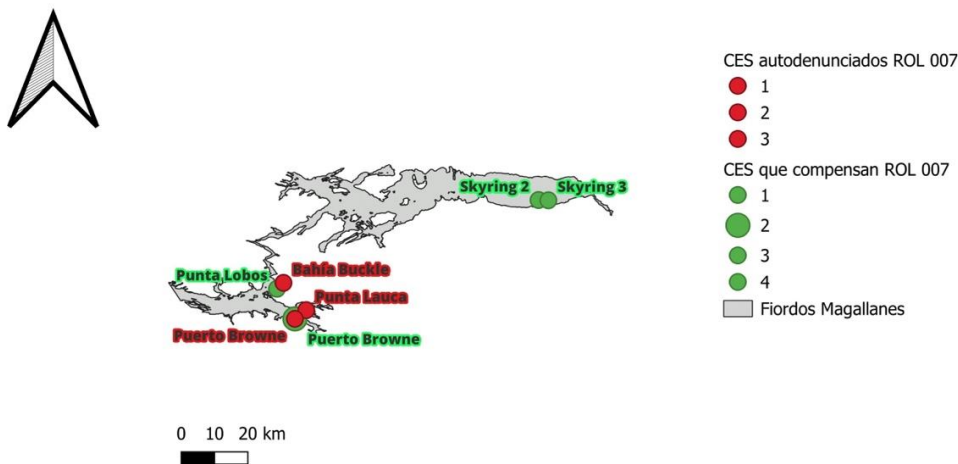 CES autodenunciados ROL 007
1
2
3
CES que compensan ROL 007
1
2
3
4
Fiordos Magallanes
Skyring 2 Skyring 3
Bahía Buckle
Punta Lobos
Punta Lauca
Puerto Browne
Puerto Browne
0 10 20 km